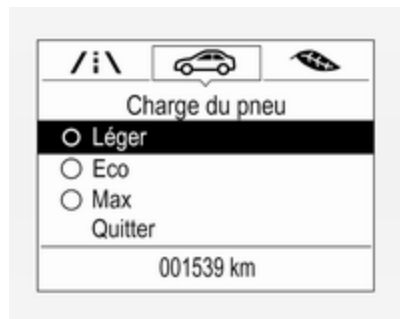 Charge du pneu
Léger
Eco
Max
Quitter
001539 km